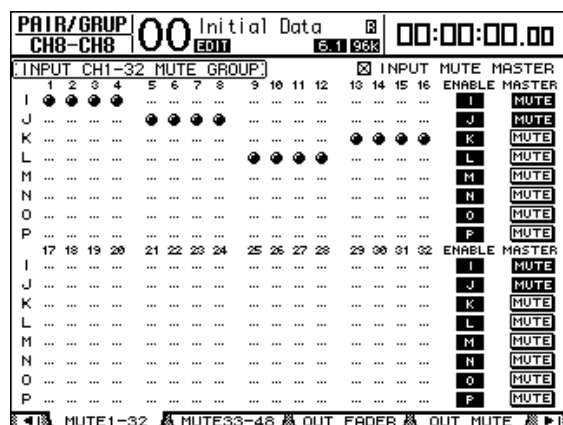 PAIR/GRUP 00 Initial Data R 00:00:00.00
CH8-CH8 EDIT 6.1 96K
INPUT CH1-32 MUTE GROUP: INPUT MUTE MASTER
1 2 3 4 5 6 7 8 9 10 11 12 13 14 15 16 ENABLE MASTER
I I MUTE
J J MUTE
K K MUTE
L L MUTE
M M MUTE
N N MUTE
O O MUTE
P P MUTE
17 18 19 20 21 22 23 24 25 26 27 28 29 30 31 32 ENABLE MASTER
I I MUTE
J J MUTE
K K MUTE
L L MUTE
M M MUTE
N N MUTE
O O MUTE
P P MUTE
MUTE1-32 MUTE33-48 OUT FADER OUT MUTE